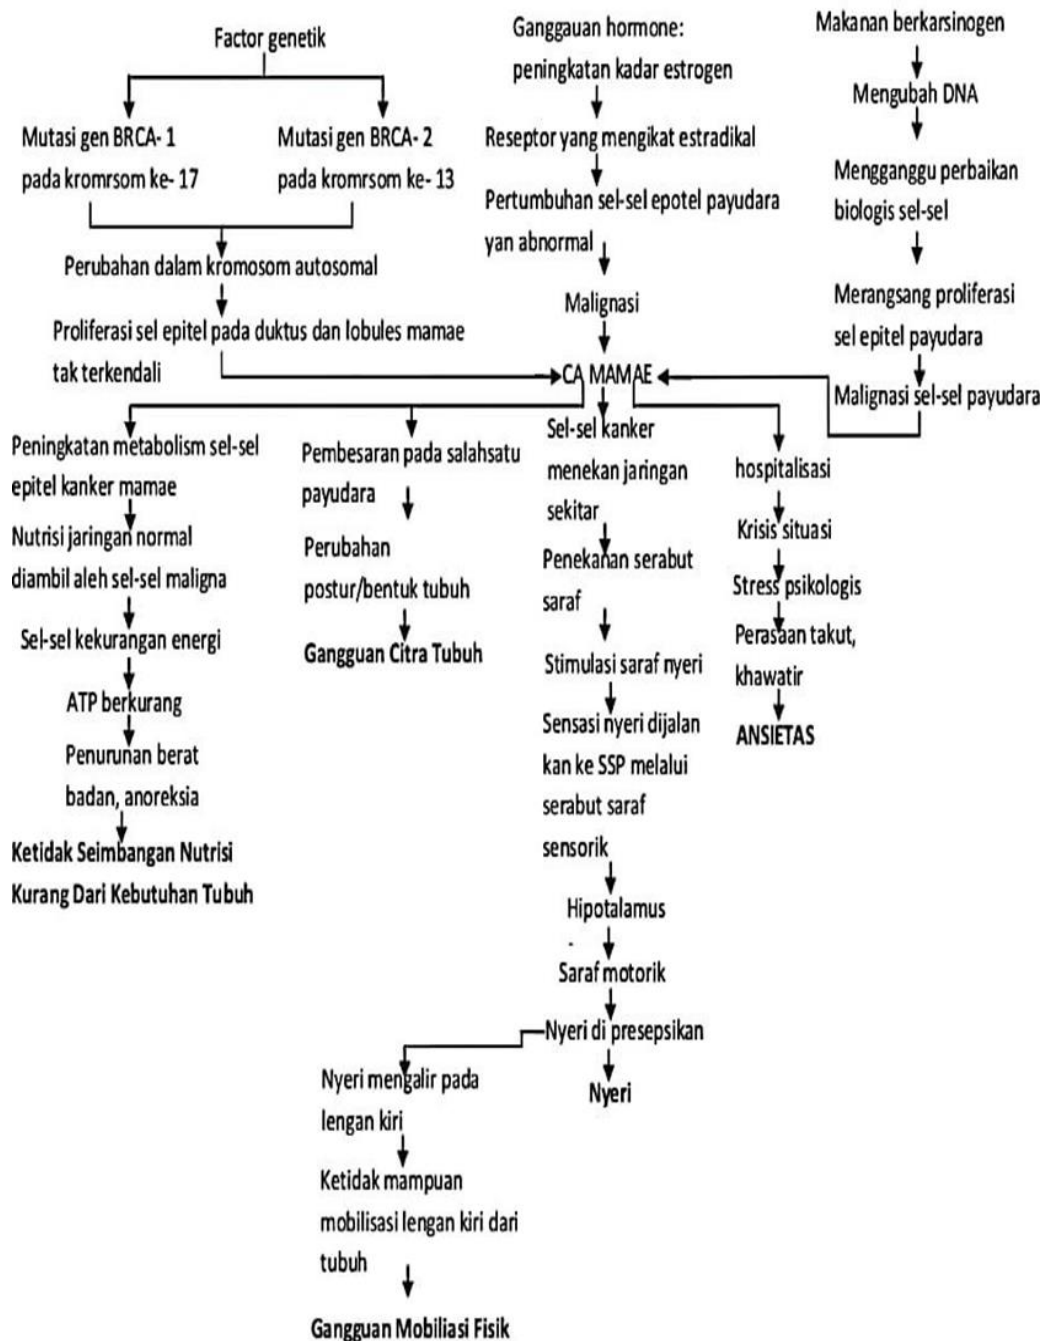 Factor genetik
Mutasi gen BRCA- 1
pada kromrsom ke- 17
Mutasi gen BRCA- 2
pada kromrsom ke- 13
Perubahan dalam kromosom autosomal
Proliferasi sel epitel pada duktus dan lobules mamae
tak terkendali
Ganggauan hormone:
peningkatan kadar estrogen
Reseptor yang mengikat estradikal
Pertumbuhan sel-sel epotel payudara
yan abnormal
Malignasi
Makanan berkarsinogen
Mengubah DNA
Mengganggu perbaikan
biologis sel-sel
Merangsang proliferasi
sel epitel payudara
Malignasi sel-sel payudara
CA MAMAE
Peningkatan metabolism sel-sel
epitel kanker mamae
Nutrisi jaringan normal
diambil aleh sel-sel maligna
Sel-sel kekurangan energi
ATP berkurang
Penurunan berat
badan, anoreksia
Ketidak Seimbangan Nutrisi
Kurang Dari Kebutuhan Tubuh
Pembesaran pada salahsatu
payudara
Perubahan
postur/bentuk tubuh
Gangguan Citra Tubuh
Sel-sel kanker
menekan jaringan
sekitar
Penekanan serabut
saraf
Stimulasi saraf nyeri
Sensasi nyeri dijalan
kan ke SSP melalui
serabut saraf
sensorik
Hipotalamus
Saraf motorik
Nyeri di presepsikan
Nyeri
hospitalisasi
Krisis situasi
Stress psikologis
Perasaan takut,
khawatir
ANSIETAS
Nyeri mengalir pada
lengan kiri
Ketidak mampuan
mobilisasi lengan kiri dari
tubuh
Gangguan Mobiliasi Fisik